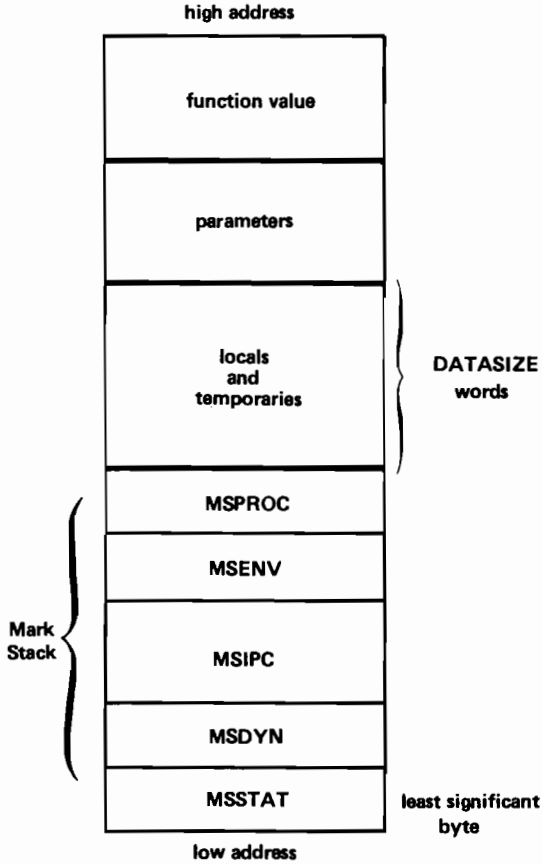 high address
function value
parameters
locals
and
temporaries
DATASIZE
words
MSPROC
MSENV
Mark
Stack
MSIPC
MSDYN
MSSTAT
least significant
byte
low address